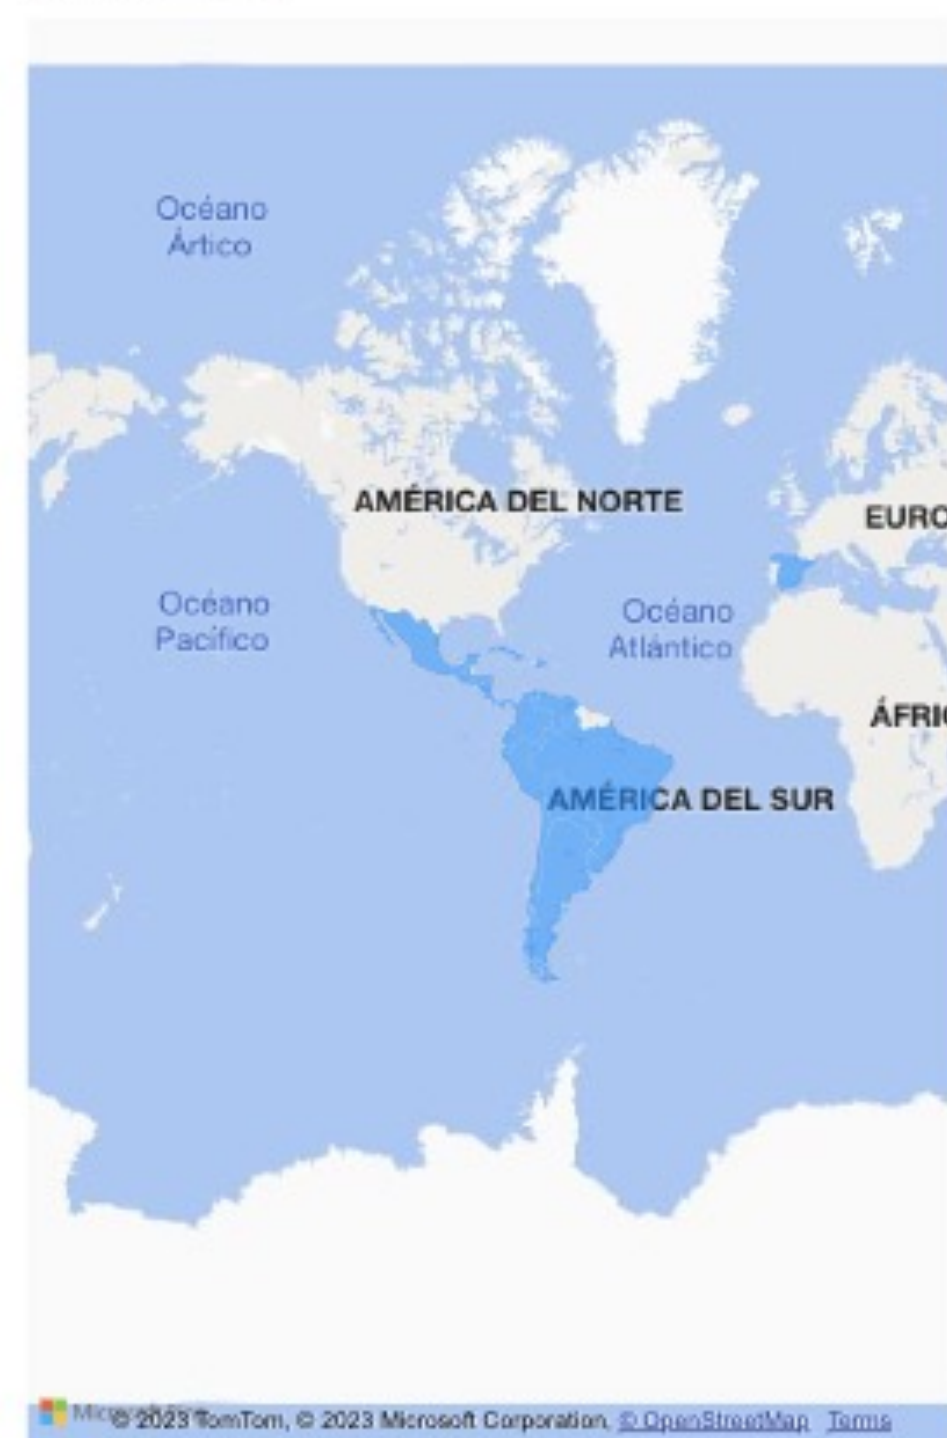 Océano
Ártico
AMÉRICA DEL NORTE
EURO
Océano
Pacífico
Océano
Atlántico
ÁFRIC
AMÉRICA DEL SUR
© 2023 TomTom, © 2023 Microsoft Corporation, © OpenStreetMap Terms